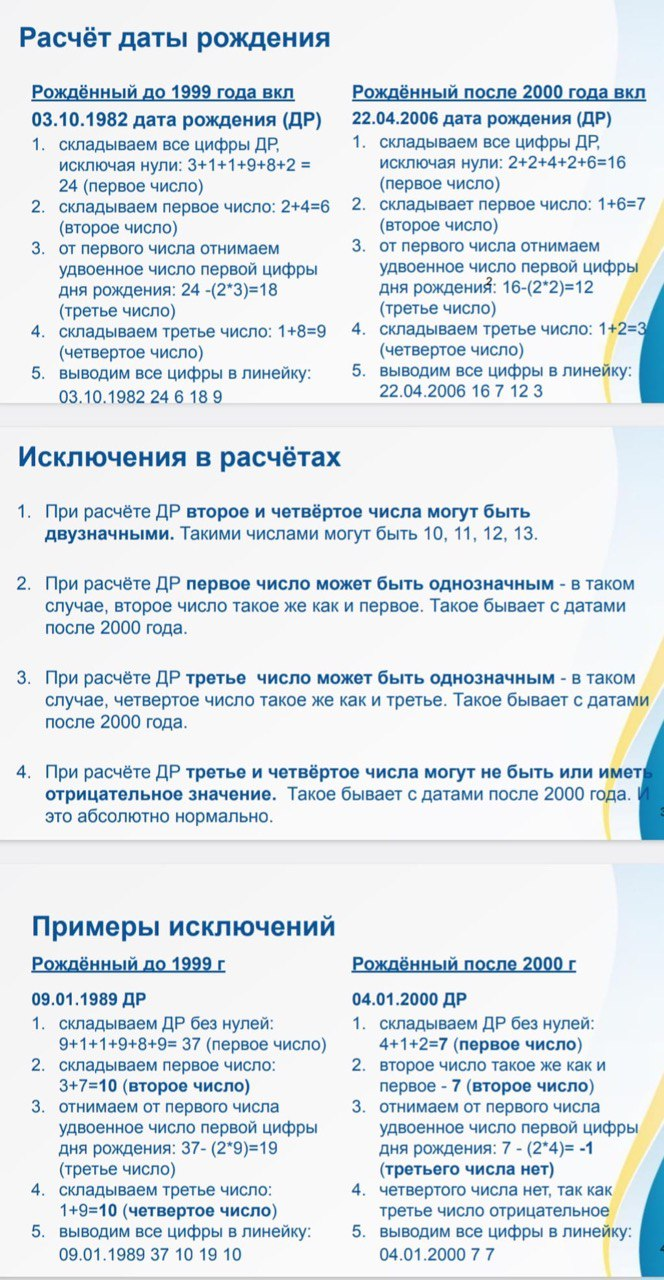 Расчёт даты рождения
Рождённый до 1999 года вкл
03.10.1982 дата рождения (ДР)
1. складываем все цифры ДР,
исключая нули: 3+1+1+9+8+2 =
24 (первое число)
2. складываем первое число: 2+4=6
(второе число)
3. от первого числа отнимаем
удвоенное число первой цифры
дня рождения: 24 -(2*3)=18
(третье число)
4. складываем третье число: 1+8=9
(четвертое число)
5. выводим все цифры в линейку:
03.10.1982 24 6 18 9
Рождённый после 2000 года вкл
22.04.2006 дата рождения (ДР)
1. складываем все цифры ДР,
исключая нули: 2+2+4+2+6=16
(первое число)
2. складывает первое число: 1+6=7
(второе число)
3. от первого числа отнимаем
удвоенное число первой цифры
дня рождения: 16-(2*2)=12
2
(третье число)
4. складываем третье число: 1+2=3
(четвертое число)
5. выводим все цифры в линейку:
22.04.2006 16 7 12 3
Исключения в расчётах
1. При расчёте ДР второе и четвёртое числа могут быть
двузначными. Такими числами могут быть 10, 11, 12, 13.
2. При расчёте ДР первое число может быть однозначным - в таком
случае, второе число такое же как и первое. Такое бывает с датами
после 2000 года.
3. При расчёте ДР третье число может быть однозначным - в таком
случае, четвертое число такое же как и третье. Такое бывает с датами
после 2000 года.
4. При расчёте ДР третье и четвёртое числа могут не быть или иметь
отрицательное значение. Такое бывает с датами после 2000 года. И
это абсолютно нормально.
3
Примеры исключений
Рождённый до 1999 г
09.01.1989 ДР
1. складываем ДР без нулей:
9+1+1+9+8+9= 37 (первое число)
2. складываем первое число:
3+7=10 (второе число)
3. отнимаем от первого числа
удвоенное число первой цифры
дня рождения: 37- (2*9)=19
(третье число)
4. складываем третье число:
1+9=10 (четвертое число)
5. выводим все цифры в линейку:
09.01.1989 37 10 19 10
Рождённый после 2000 г
04.01.2000 ДР
1. складываем ДР без нулей:
4+1+2=7 (первое число)
2. второе число такое же как и
первое - 7 (второе число)
3. отнимаем от первого числа
удвоенное число первой цифры
дня рождения: 7 - (2*4)= -1
(третьего числа нет)
4. четвертого числа нет, так как
третье число отрицательное
5. выводим все цифры в линейку:
04.01.2000 7 7